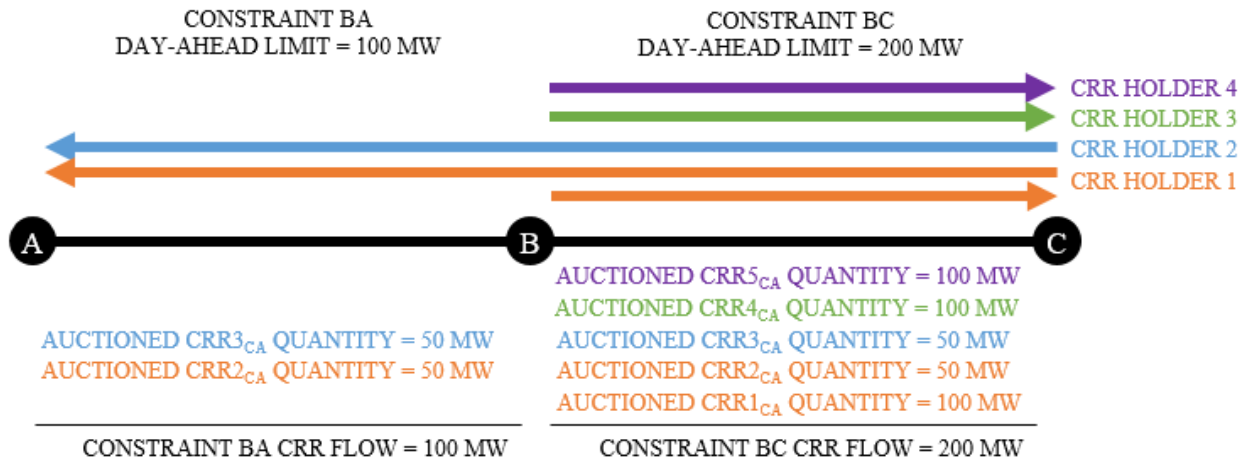 CONSTRAINT BA
DAY-AHEAD LIMIT = 100 MW
CONSTRAINT BC
DAY-AHEAD LIMIT = 200 MW
CRR HOLDER 4
CRR HOLDER 3
CRR HOLDER 2
CRR HOLDER 1
A
B
C
AUCTIONED CRR3CA QUANTITY = 50 MW
AUCTIONED CRR2CA QUANTITY = 50 MW
CONSTRAINT BA CRR FLOW = 100 MW
AUCTIONED CRR5CA QUANTITY = 100 MW
AUCTIONED CRR4CA QUANTITY = 100 MW
AUCTIONED CRR3CA QUANTITY = 50 MW
AUCTIONED CRR2CA QUANTITY = 50 MW
AUCTIONED CRR1CA QUANTITY = 100 MW
CONSTRAINT BC CRR FLOW = 200 MW